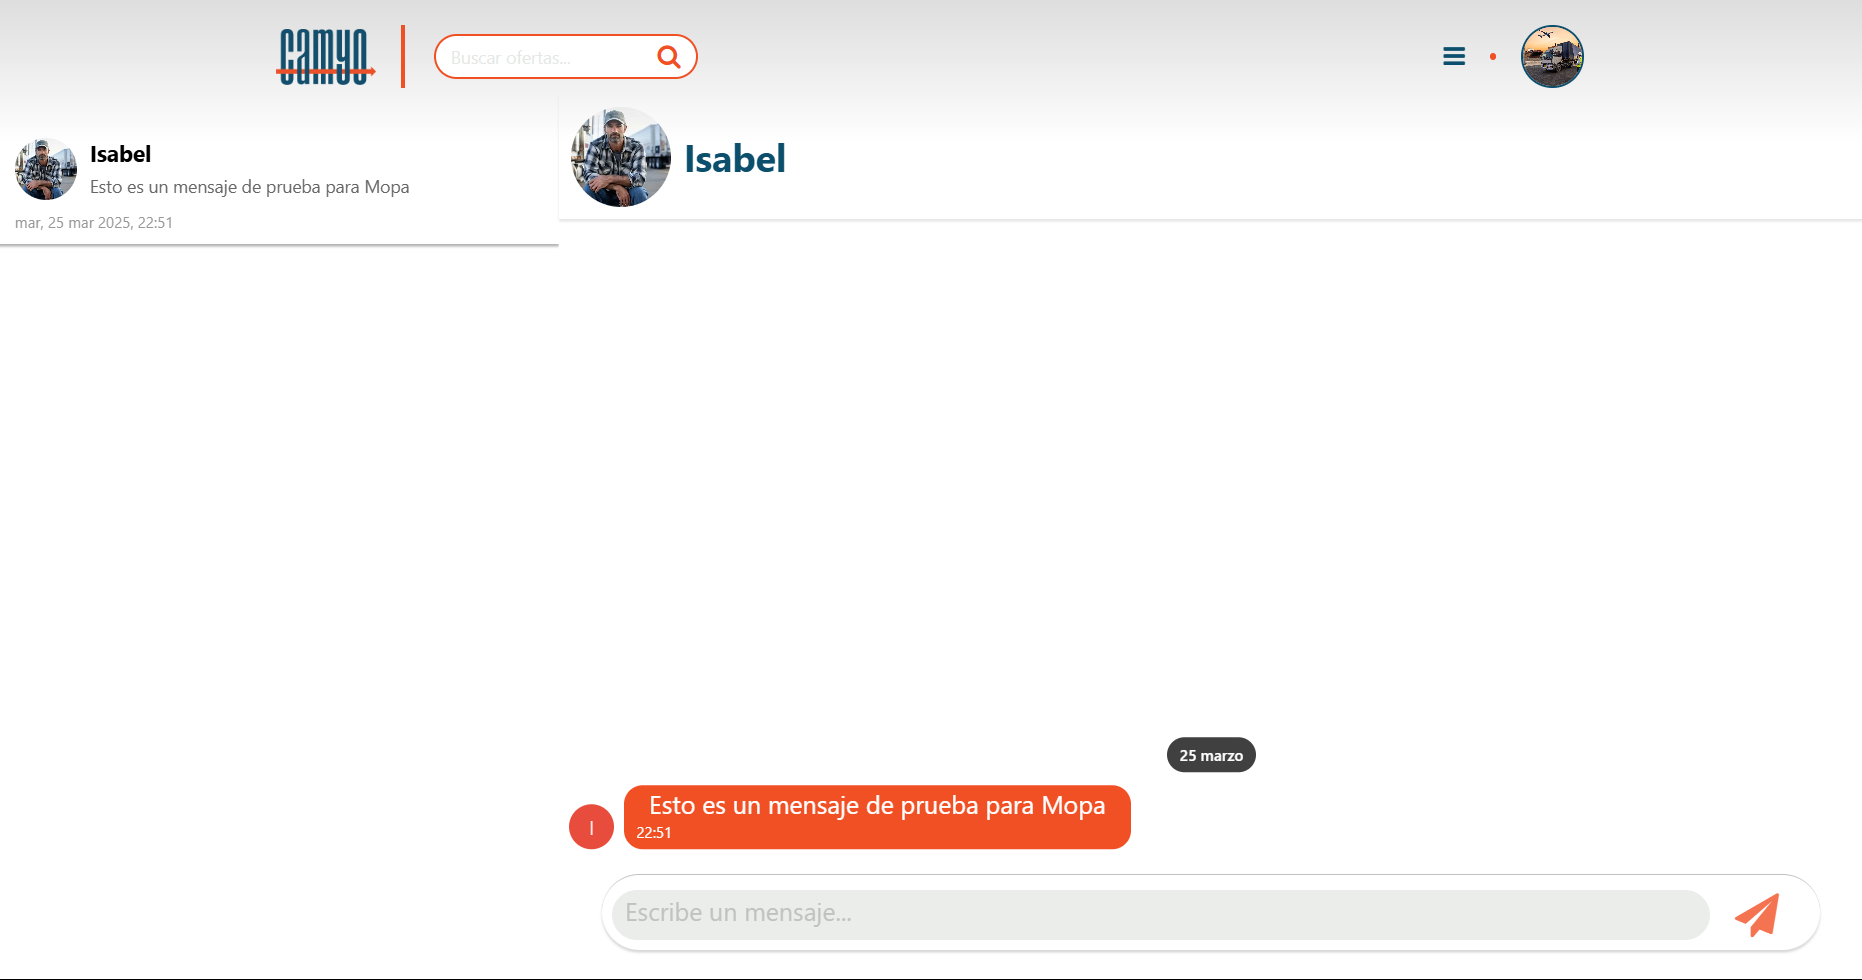 camyo
Buscar ofertas...
Isabel
Esto es un mensaje de prueba para Mopa
mar, 25 mar 2025, 22:51
Isabel
25 marzo
I
Esto es un mensaje de prueba para Mopa
22:51
Escribe un mensaje...